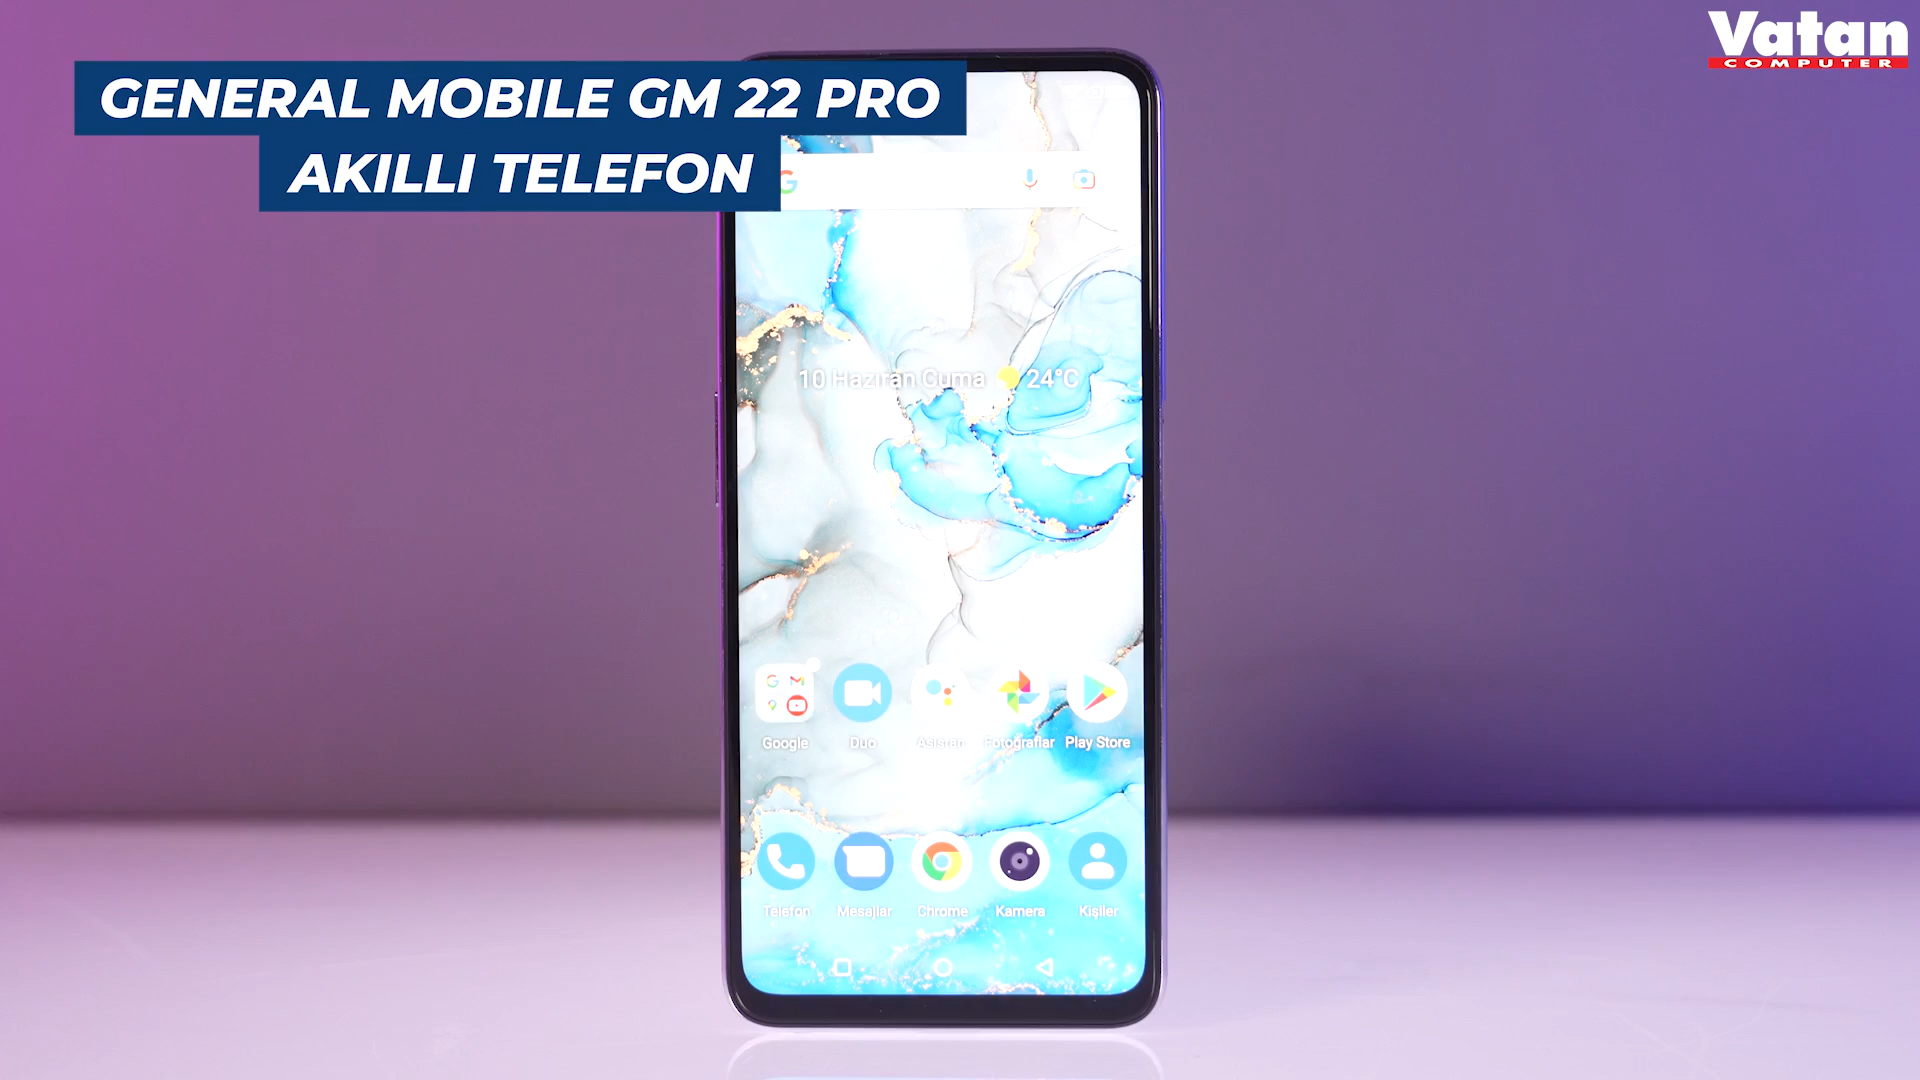 GENERAL MOBILE GM 22 PRO
AKILLI TELEFON
Vatan
COMPUTER
10 Haziran Cuma 24°C
Google Duo Asistan Fotoğraflar Play Store
Telefon Mesajlar Chrome Kamera Kişiler